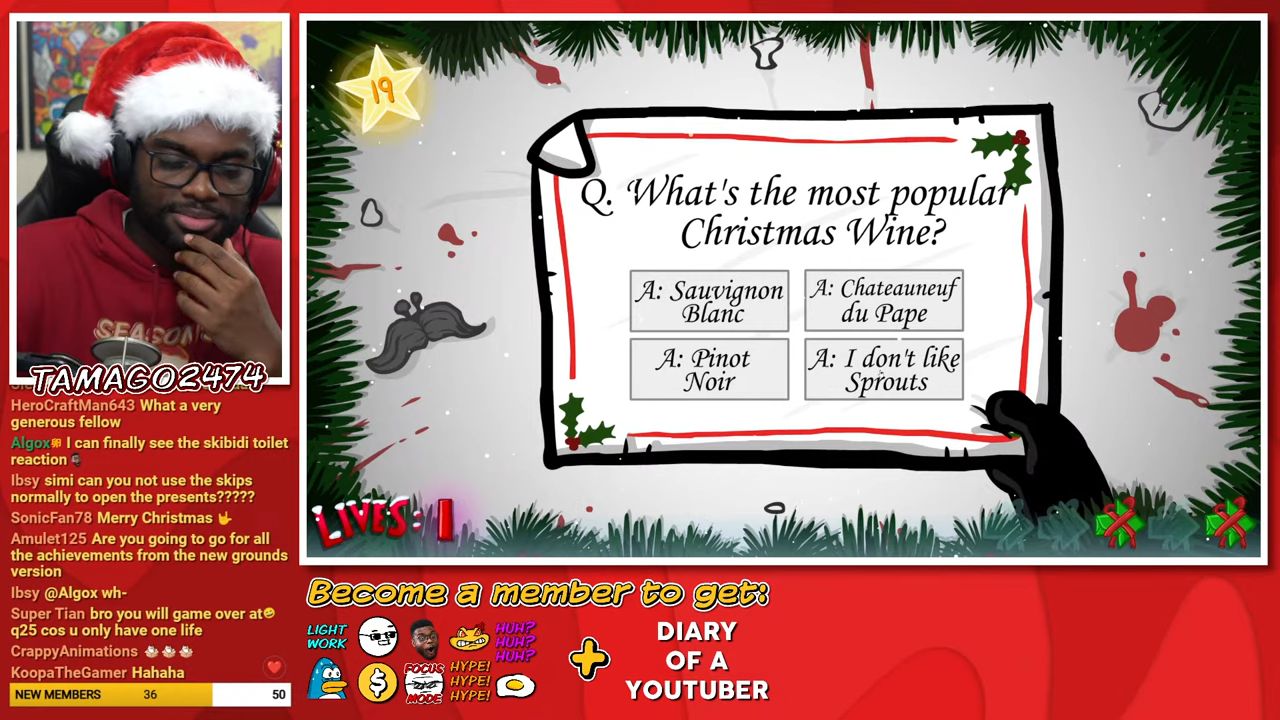 19
Q. What's the most popular
Christmas Wine?
A: Sauvignon
Blanc
A: Chateauneuf
du Pape
A: Pinot
Noir
A: I don't like
Sprouts
LIVES: 1
SEASON'S
TAMAGO2474
HeroCraftMan643 What a very
generous fellow
Algox I can finally see the skibidi toilet
reaction
Ibsy simi can you not use the skips
normally to open the presents?????
SonicFan78 Merry Christmas 🤟
Amulet125 Are you going to go for all
the achievements from the new grounds
version
Ibsy @Algox wh-
Super Tian bro you will game over at
q25 cos u only have one life
CrappyAnimations
KoopaTheGamer Hahaha
NEW MEMBERS 36 50
Become a member to get:
LIGHT
WORK
HUH?
HUH?
HUH?
$
FOCUS
MODE
HYPE!
HYPE!
HYPE!
+
DIARY
OF A
YOUTUBER